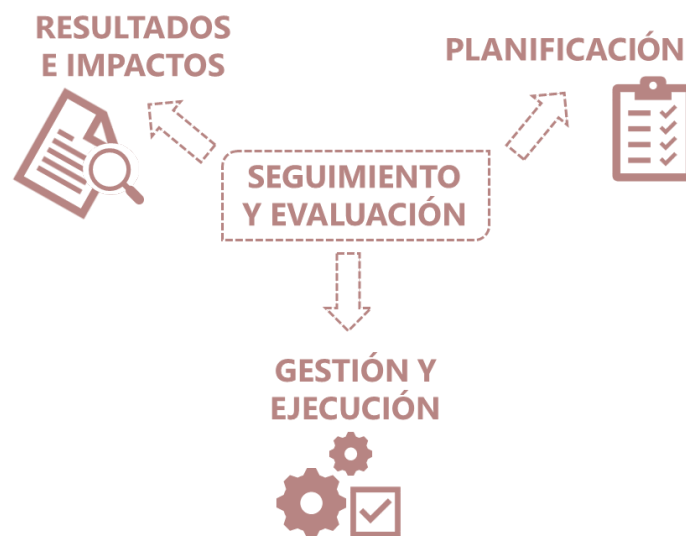 RESULTADOS
E IMPACTOS
PLANIFICACIÓN
SEGUIMIENTO
Y EVALUACIÓN
GESTIÓN Y
EJECUCIÓN